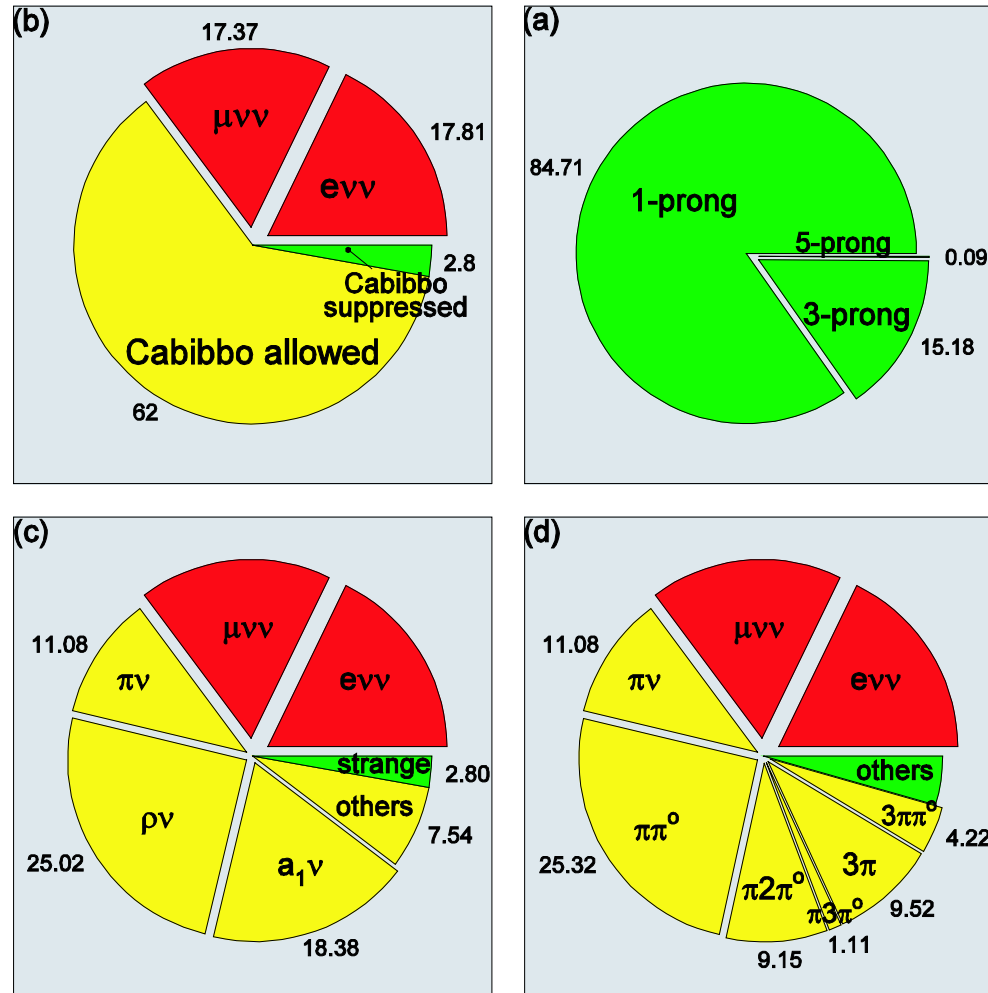 (b)
17.37
μνν
17.81
eνν
2.8
Cabibbo
suppressed
Cabibbo allowed
62
(a)
84.71
1-prong
5-prong
0.09
3-prong
15.18
(c)
μνν
11.08
eνν
πν
strange
2.80
others
ρν
7.54
25.02
a₁ν
18.38
(d)
μνν
11.08
eνν
πν
others
3ππ°
4.22
ππ°
25.32
3π
π2π°
π3π°
9.52
1.11
9.15